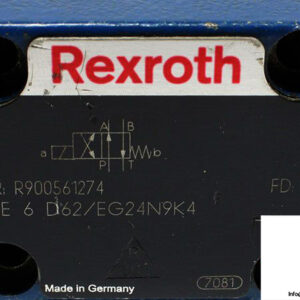 Rexroth
A B
a b
P T
R900561274
FD:
E 6 D62/EG24N9K4
Made in Germany
7081